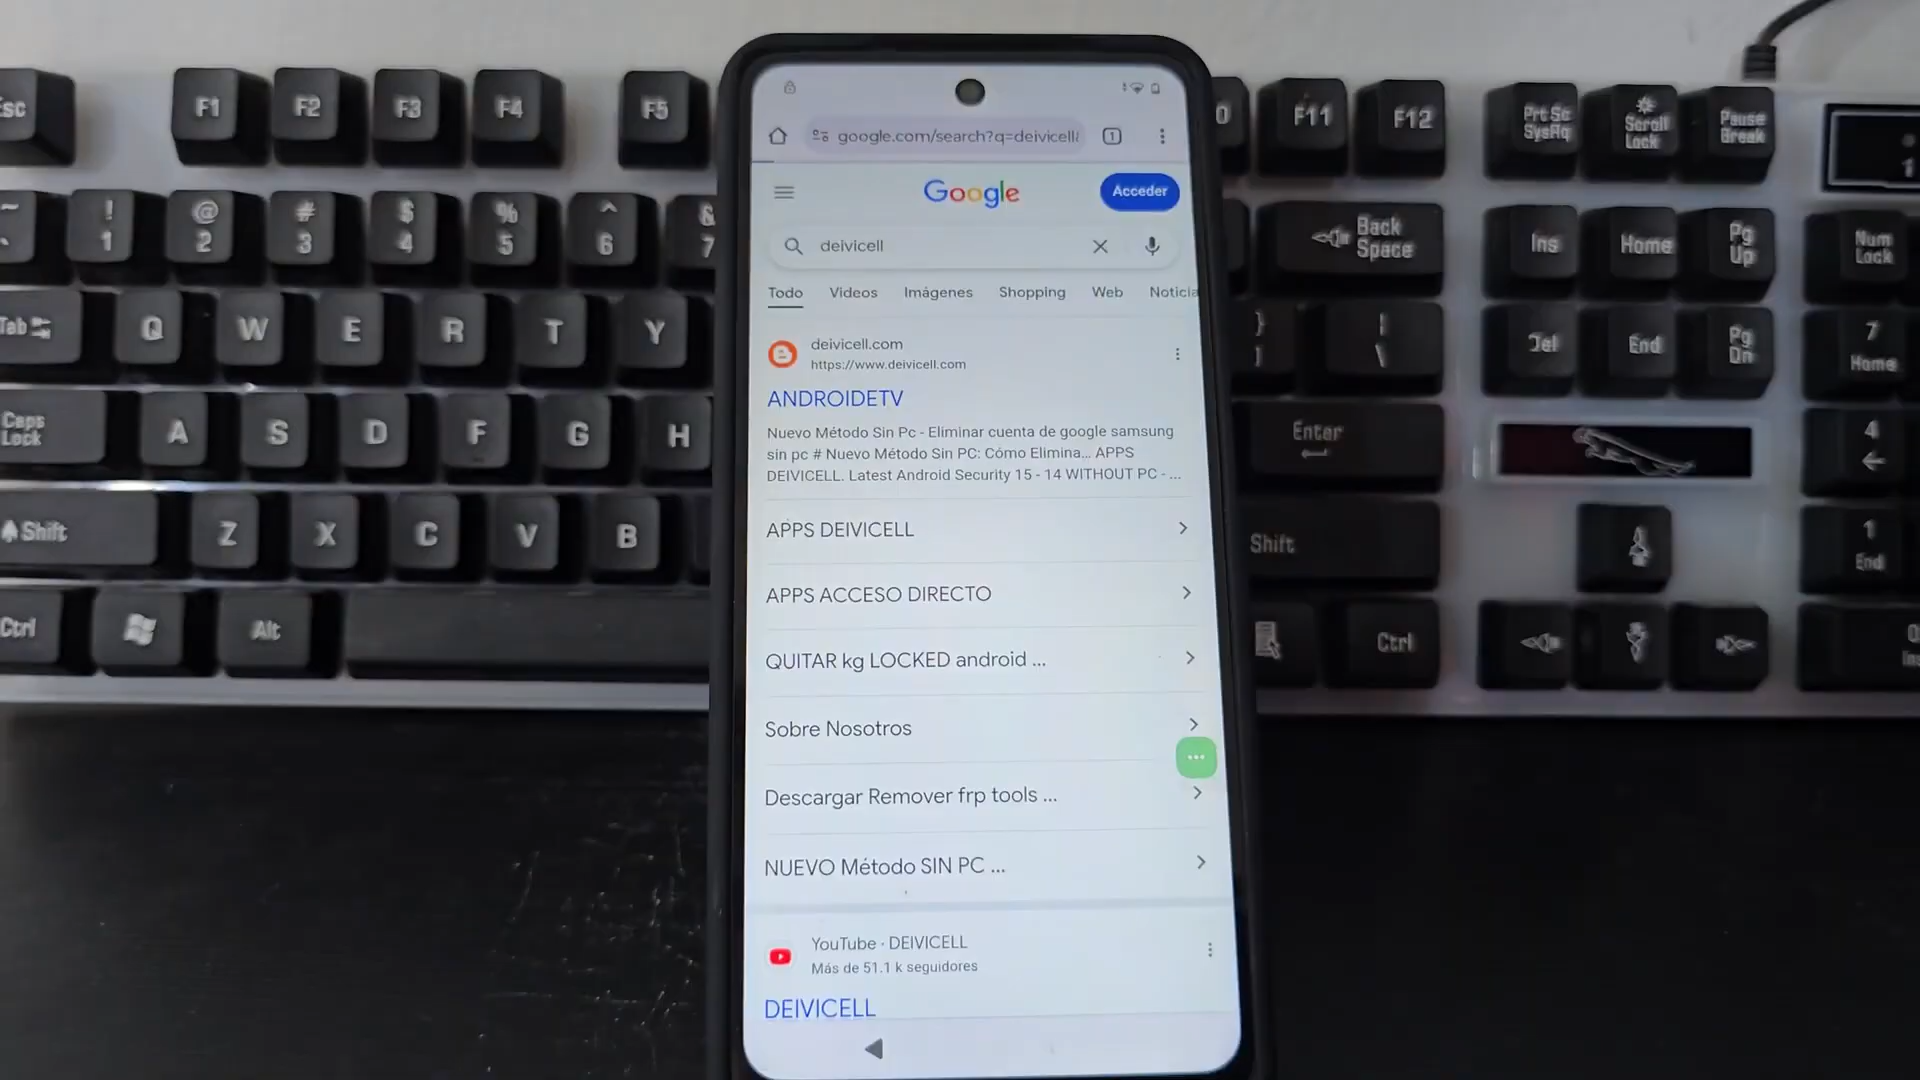 google.com/search?q=deivicell
1
Google
Acceder
deivicell
Todo Videos Imágenes Shopping Web Noticia
deivicell.com
https://www.deivicell.com
ANDROIDETV
Nuevo Método Sin Pc - Eliminar cuenta de google samsung
sin pc # Nuevo Método Sin PC: Cómo Elimina... APPS
DEIVICELL. Latest Android Security 15 - 14 WITHOUT PC - ...
APPS DEIVICELL
APPS ACCESO DIRECTO
QUITAR kg LOCKED android ...
Sobre Nosotros
Descargar Remover frp tools ...
NUEVO Método SIN PC ...
YouTube · DEIVICELL
Más de 51.1 k seguidores
DEIVICELL
F1 F2 F3 F4 F5
F11 F12 Prt Sc Scroll Pause
SysRq Lock Break
! @ # $ % ^ &
1 2 3 4 5 6 7
Back Space
Ins Home Pg Up
Num Lock
Tab Q W E R T Y
} ]
| \
Del End Pg Dn
7 Home
Caps Lock
A S D F G H
Enter
4
Shift Z X C V B
Shift
1 End
Ctrl Alt
Ctrl